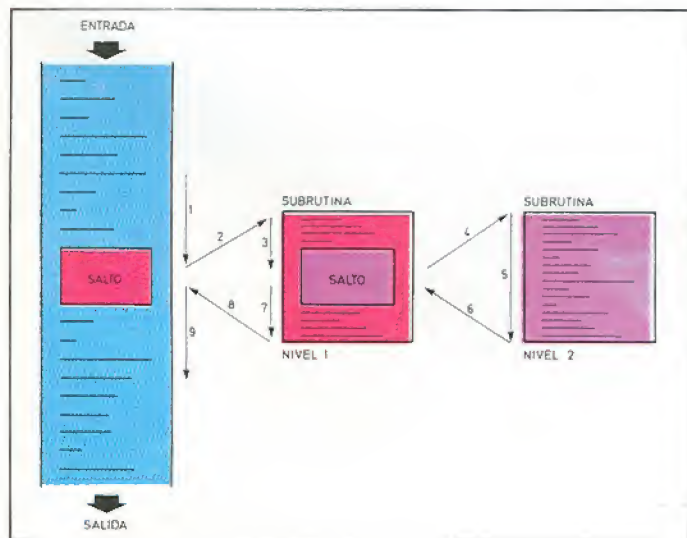 ENTRADA
1
2
SALTO
8
9
SALIDA
SUBRUTINA
3
SALTO
7
NIVEL 1
4
6
SUBRUTINA
5
NIVEL 2